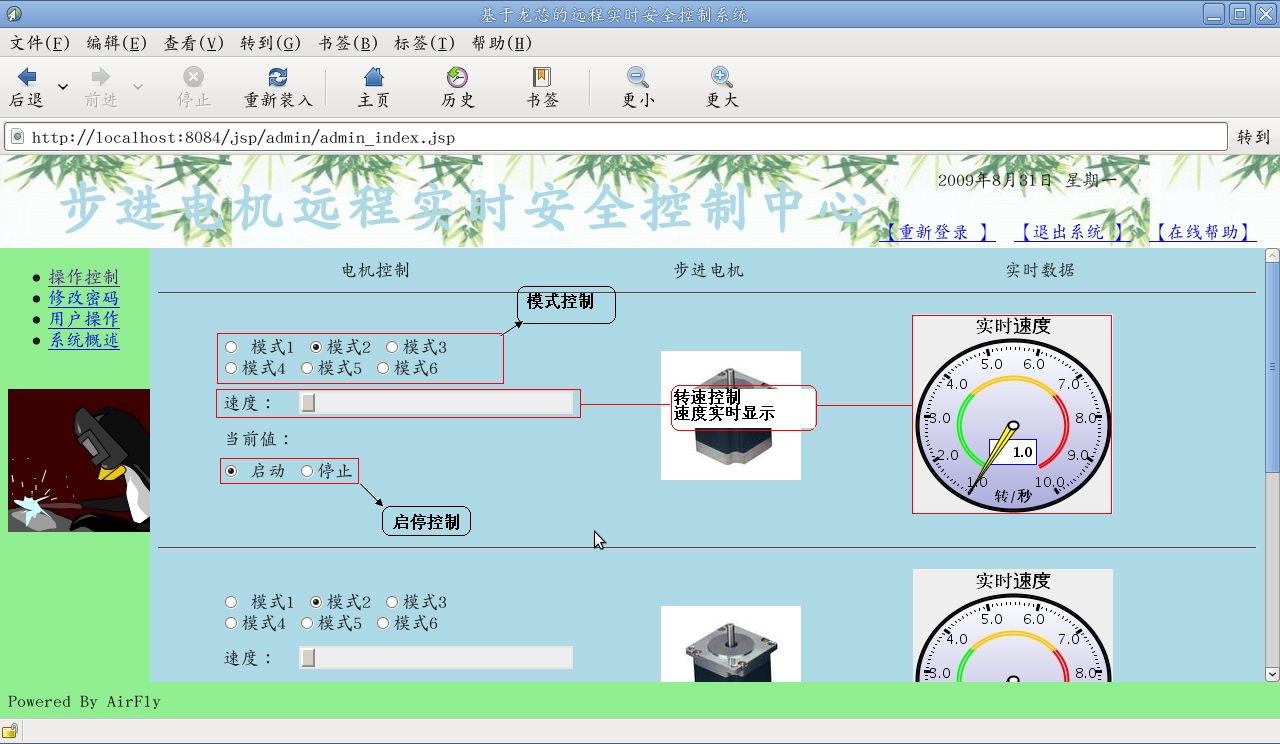 基于龙芯的远程实时安全控制系统
文件(F) 编辑(E) 查看(V) 转到(G) 书签(B) 标签(T) 帮助(H)
后退 前进 停止 重新装入 主页 历史 书签 更小 更大
http://localhost:8084/jsp/admin/admin_index.jsp 转到
步进电机远程实时安全控制中心
2009年8月31日 星期一
【重新登录 】 【退出系统 】 【在线帮助】
操作控制
修改密码
用户操作
系统概述
电机控制 步进电机 实时数据
模式控制
模式1 模式2 模式3
模式4 模式5 模式6
速度：
当前值：
启动 停止
启停控制
转速控制
速度实时显示
实时速度
5.0 6.0
4.0 7.0
3.0 8.0
2.0 9.0
1.0 10.0
1.0
转/秒
模式1 模式2 模式3
模式4 模式5 模式6
速度：
实时速度
5.0 6.0
4.0 7.0
3.0 8.0
Powered By AirFly